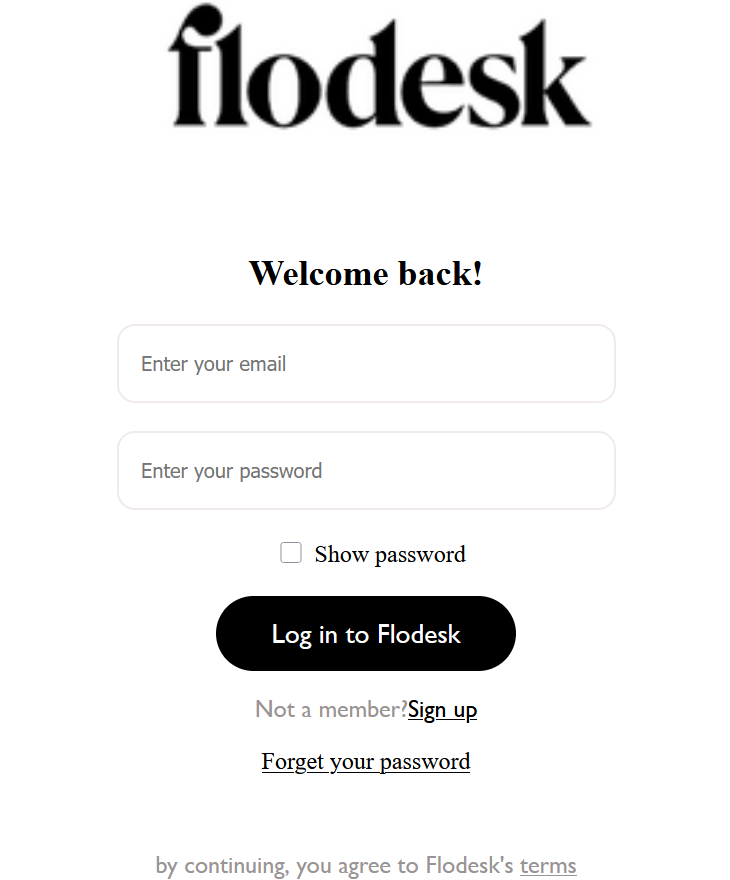 flodesk
Welcome back!
Enter your email
Enter your password
Show password
Log in to Flodesk
Not a member?Sign up
Forget your password
by continuing, you agree to Flodesk's terms